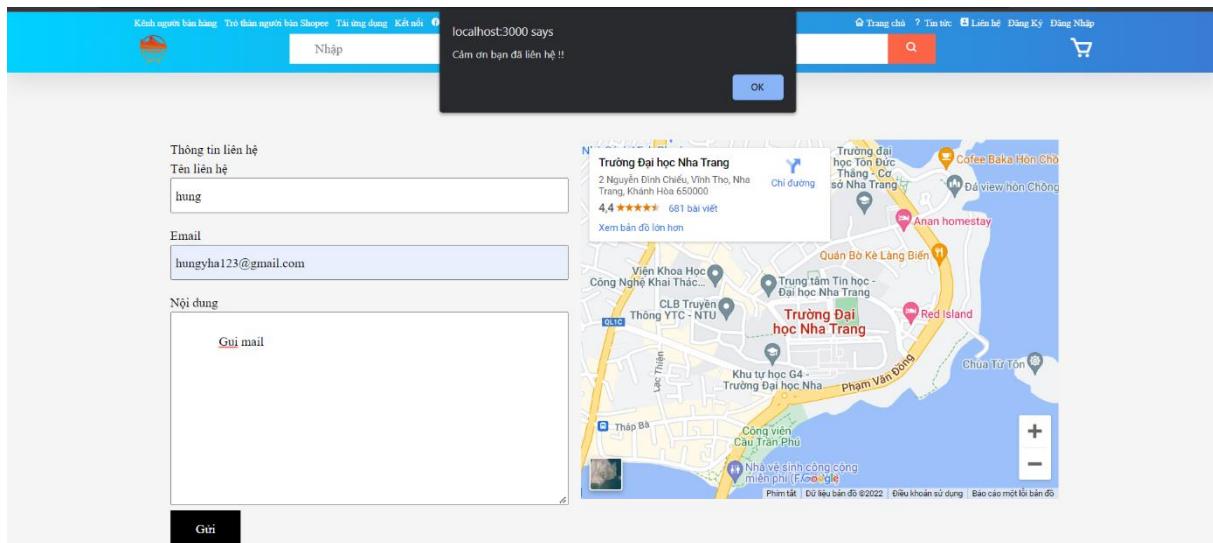 Kênh người bán hàng Trở thân người bán Shopee Tải ứng dụng Kết nối
Trang chủ ? Tin tức Liên hệ Đăng Ký Đăng Nhập
Nhập
localhost:3000 says
Cảm ơn bạn đã liên hệ !!
OK
Thông tin liên hệ
Tên liên hệ
hung
Email
hungyha123@gmail.com
Nội dung
Gui mail
Gửi
Trường Đại học Nha Trang
2 Nguyễn Đình Chiểu, Vĩnh Tho, Nha
Trang, Khánh Hòa 650000
4,4 681 bài viết
Xem bản đồ lớn hơn
Chỉ đường
Trường đại
học Tôn Đức
Thắng - Cơ
sở Nha Trang
Cofee Baka Hòn Chồ
Đá view hòn Chồng
Anan homestay
Quán Bò Kè Làng Biển
Viện Khoa Học
Công Nghệ Khai Thác...
Trung tâm Tin học -
Đại học Nha Trang
CLB Truyền
Thông YTC - NTU
QL1C
Trường Đại
học Nha Trang
Red Island
Lạc Thiện
Khu tự học G4 -
Trường Đại học Nha
Phạm Văn Đồng
Chùa Từ Tôn
Tháp Bà
Công viên
Cầu Trần Phú
Nhà vệ sinh công cộng
miễn phí (F
Google
+
−
Phím tắt Dữ liệu bản đồ ©2022 Điều khoản sử dụng Báo cáo một lỗi bản đồ